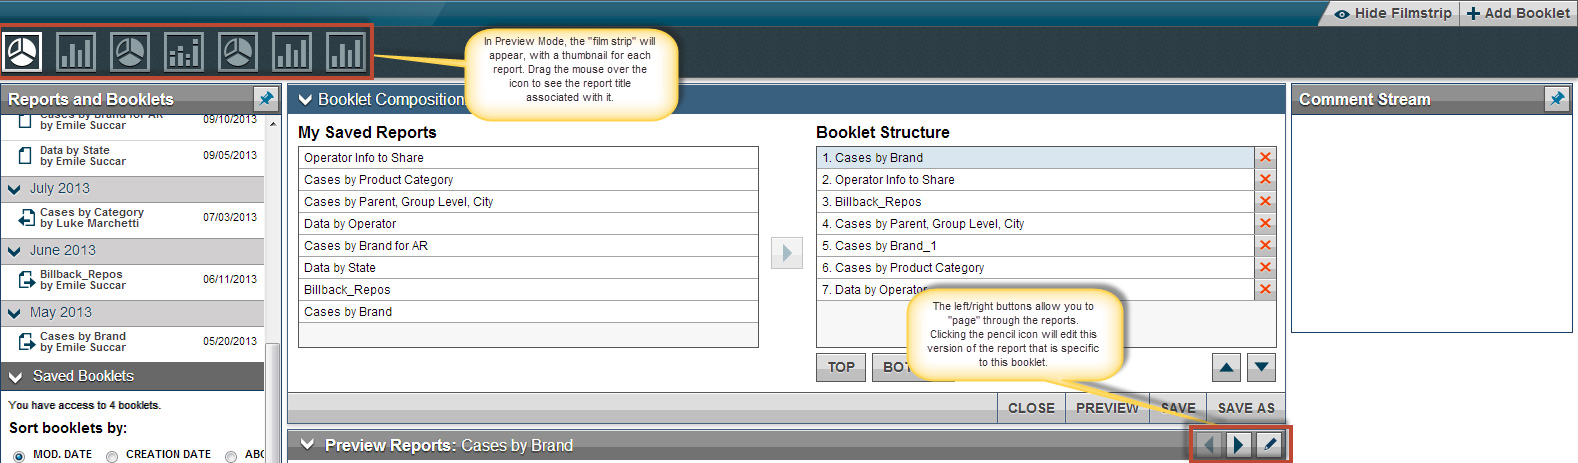 Hide Filmstrip
Add Booklet
In Preview Mode, the "film strip" will
appear, with a thumbnail for each
report. Drag the mouse over the
icon to see the report title
associated with it.
Reports and Booklets
Cases by Brand for AR
by Emile Succar
09/10/2013
Data by State
by Emile Succar
09/05/2013
July 2013
Cases by Category
by Luke Marchetti
07/03/2013
June 2013
Billback_Repos
by Emile Succar
06/11/2013
May 2013
Cases by Brand
by Emile Succar
05/20/2013
Saved Booklets
You have access to 4 booklets.
Sort booklets by:
MOD. DATE
CREATION DATE
Booklet Composition
My Saved Reports
Operator Info to Share
Cases by Product Category
Cases by Parent, Group Level, City
Data by Operator
Cases by Brand for AR
Data by State
Billback_Repos
Cases by Brand
Booklet Structure
1. Cases by Brand
2. Operator Info to Share
3. Billback_Repos
4. Cases by Parent, Group Level, City
5. Cases by Brand_1
6. Cases by Product Category
7. Data by Operator
The left/right buttons allow you to
"page" through the reports.
Clicking the pencil icon will edit this
version of the report that is specific
to this booklet.
TOP
CLOSE
PREVIEW
SAVE
SAVE AS
Preview Reports: Cases by Brand
Comment Stream